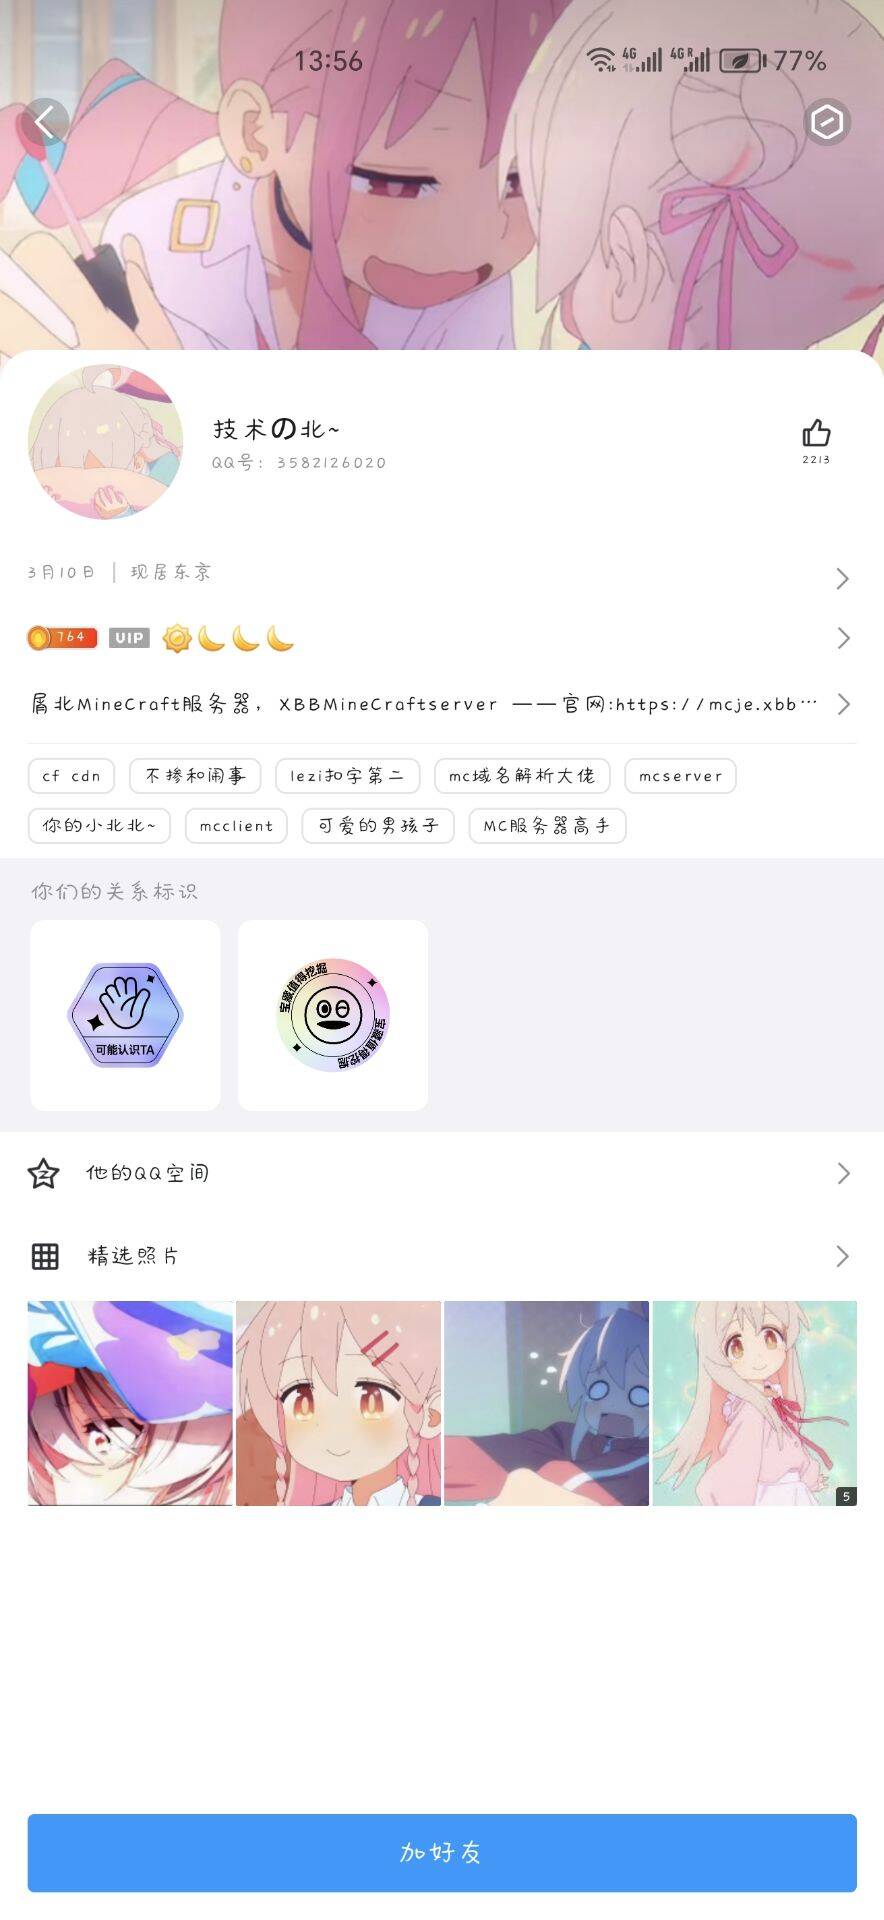 13:56 4G 4G R 77%
技术の北~
QQ号: 3582126020
2213
3月10日 | 现居东京
764 VIP
屑北MineCraft服务器，XBBMineCraftserver ——官网:https://mcje.xbb…
cf cdn 不掺和闹事 lezi扣字第二 mc域名解析大佬 mcserver
你的小北北~ mcclient 可爱的男孩子 MC服务器高手
你们的关系标识
可能认识TA
宝藏值得挖掘
宝藏值得挖掘
他的QQ空间
精选照片
5
加好友